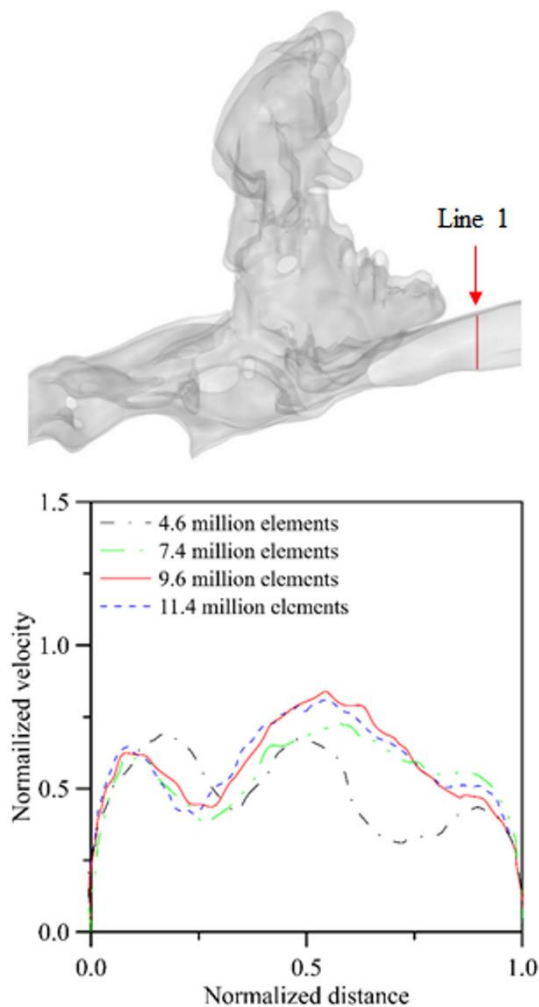 Line 1
1.5
4.6 million elements
7.4 million elements
9.6 million elements
11.4 million elements
1.0
Normailized velocity
0.5
0.0
0.0 0.5 1.0
Normalized distance